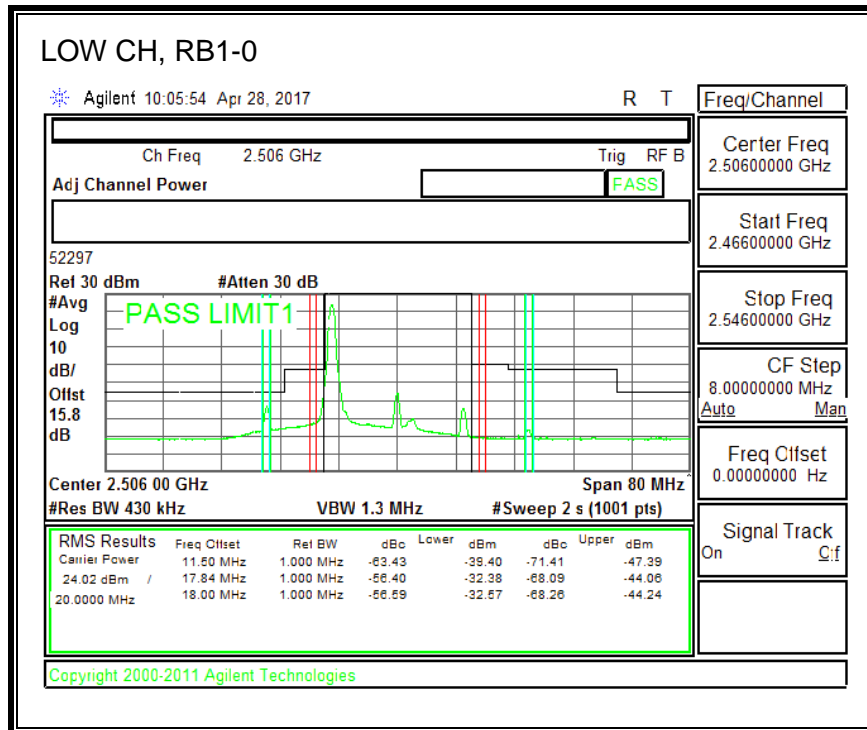 LOW CH, RB1-0
Agilent 10:05:54 Apr 28, 2017 R T
Freq/Channel
Ch Freq 2.506 GHz Trig RF B
Adj Channel Power PASS
Center Freq
2.50600000 GHz
Start Freq
2.46600000 GHz
Stop Freq
2.54600000 GHz
CF Step
8.00000000 MHz
Auto Man
Freq Offset
0.00000000 Hz
Signal Track
On Off
52297
Ref 30 dBm #Atten 30 dB
#Avg
Log
10
dB/
Offst
15.8
dB
PASS LIMIT1
Center 2.506 00 GHz Span 80 MHz
#Res BW 430 kHz VBW 1.3 MHz #Sweep 2 s (1001 pts)
RMS Results Freq Offset Ref BW dBc Lower dBm dBc Upper dBm
Carrier Power 11.50 MHz 1.000 MHz -63.43 -39.40 -71.41 -47.39
24.02 dBm / 17.84 MHz 1.000 MHz -56.40 -32.38 -68.09 -44.06
20.0000 MHz 18.00 MHz 1.000 MHz -56.59 -32.57 -68.26 -44.24
Copyright 2000-2011 Agilent Technologies